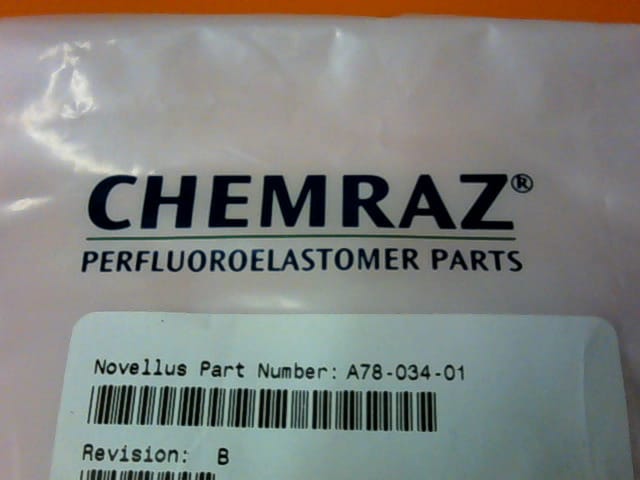 CHEMRAZ®
PERFLUOROELASTOMER PARTS
Novellus Part Number: A78-034-01
Revision: B